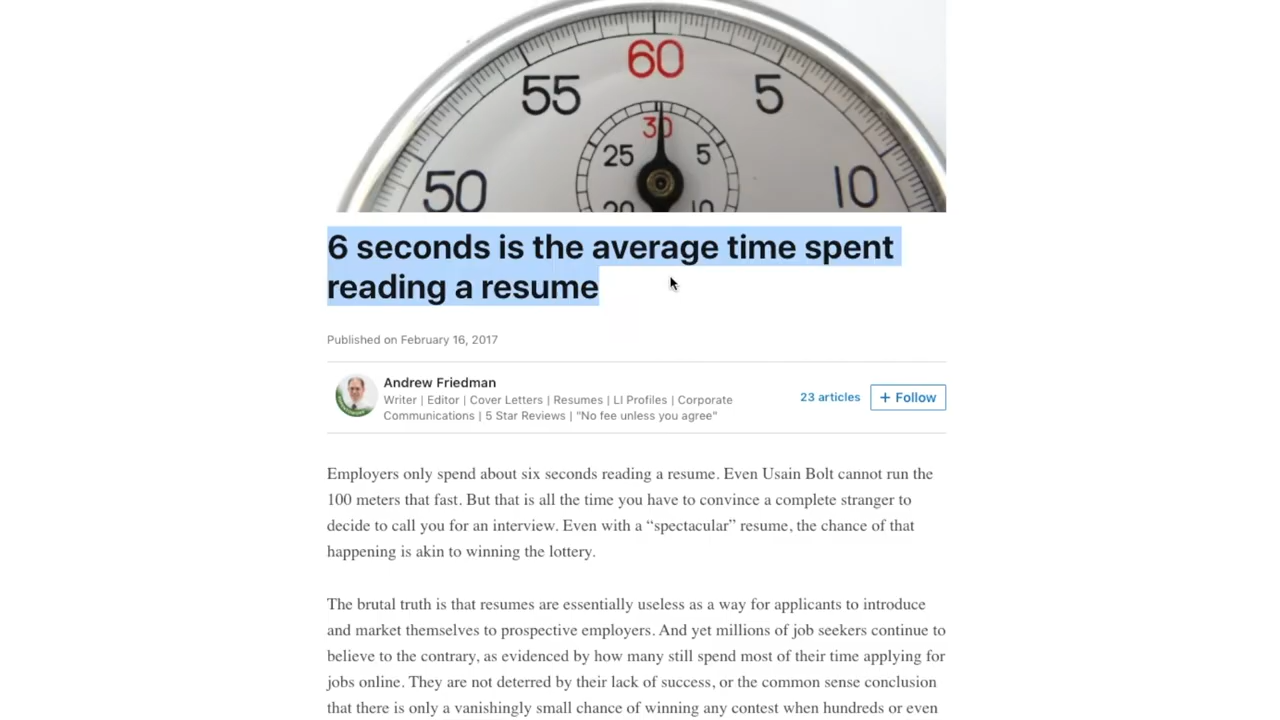 60
55
5
30
25
5
50
10
20
10
6 seconds is the average time spent
reading a resume
Published on February 16, 2017
Andrew Friedman
Writer | Editor | Cover Letters | Resumes | LI Profiles | Corporate
Communications | 5 Star Reviews | "No fee unless you agree"
23 articles
+ Follow
Employers only spend about six seconds reading a resume. Even Usain Bolt cannot run the
100 meters that fast. But that is all the time you have to convince a complete stranger to
decide to call you for an interview. Even with a “spectacular” resume, the chance of that
happening is akin to winning the lottery.
The brutal truth is that resumes are essentially useless as a way for applicants to introduce
and market themselves to prospective employers. And yet millions of job seekers continue to
believe to the contrary, as evidenced by how many still spend most of their time applying for
jobs online. They are not deterred by their lack of success, or the common sense conclusion
that there is only a vanishingly small chance of winning any contest when hundreds or even